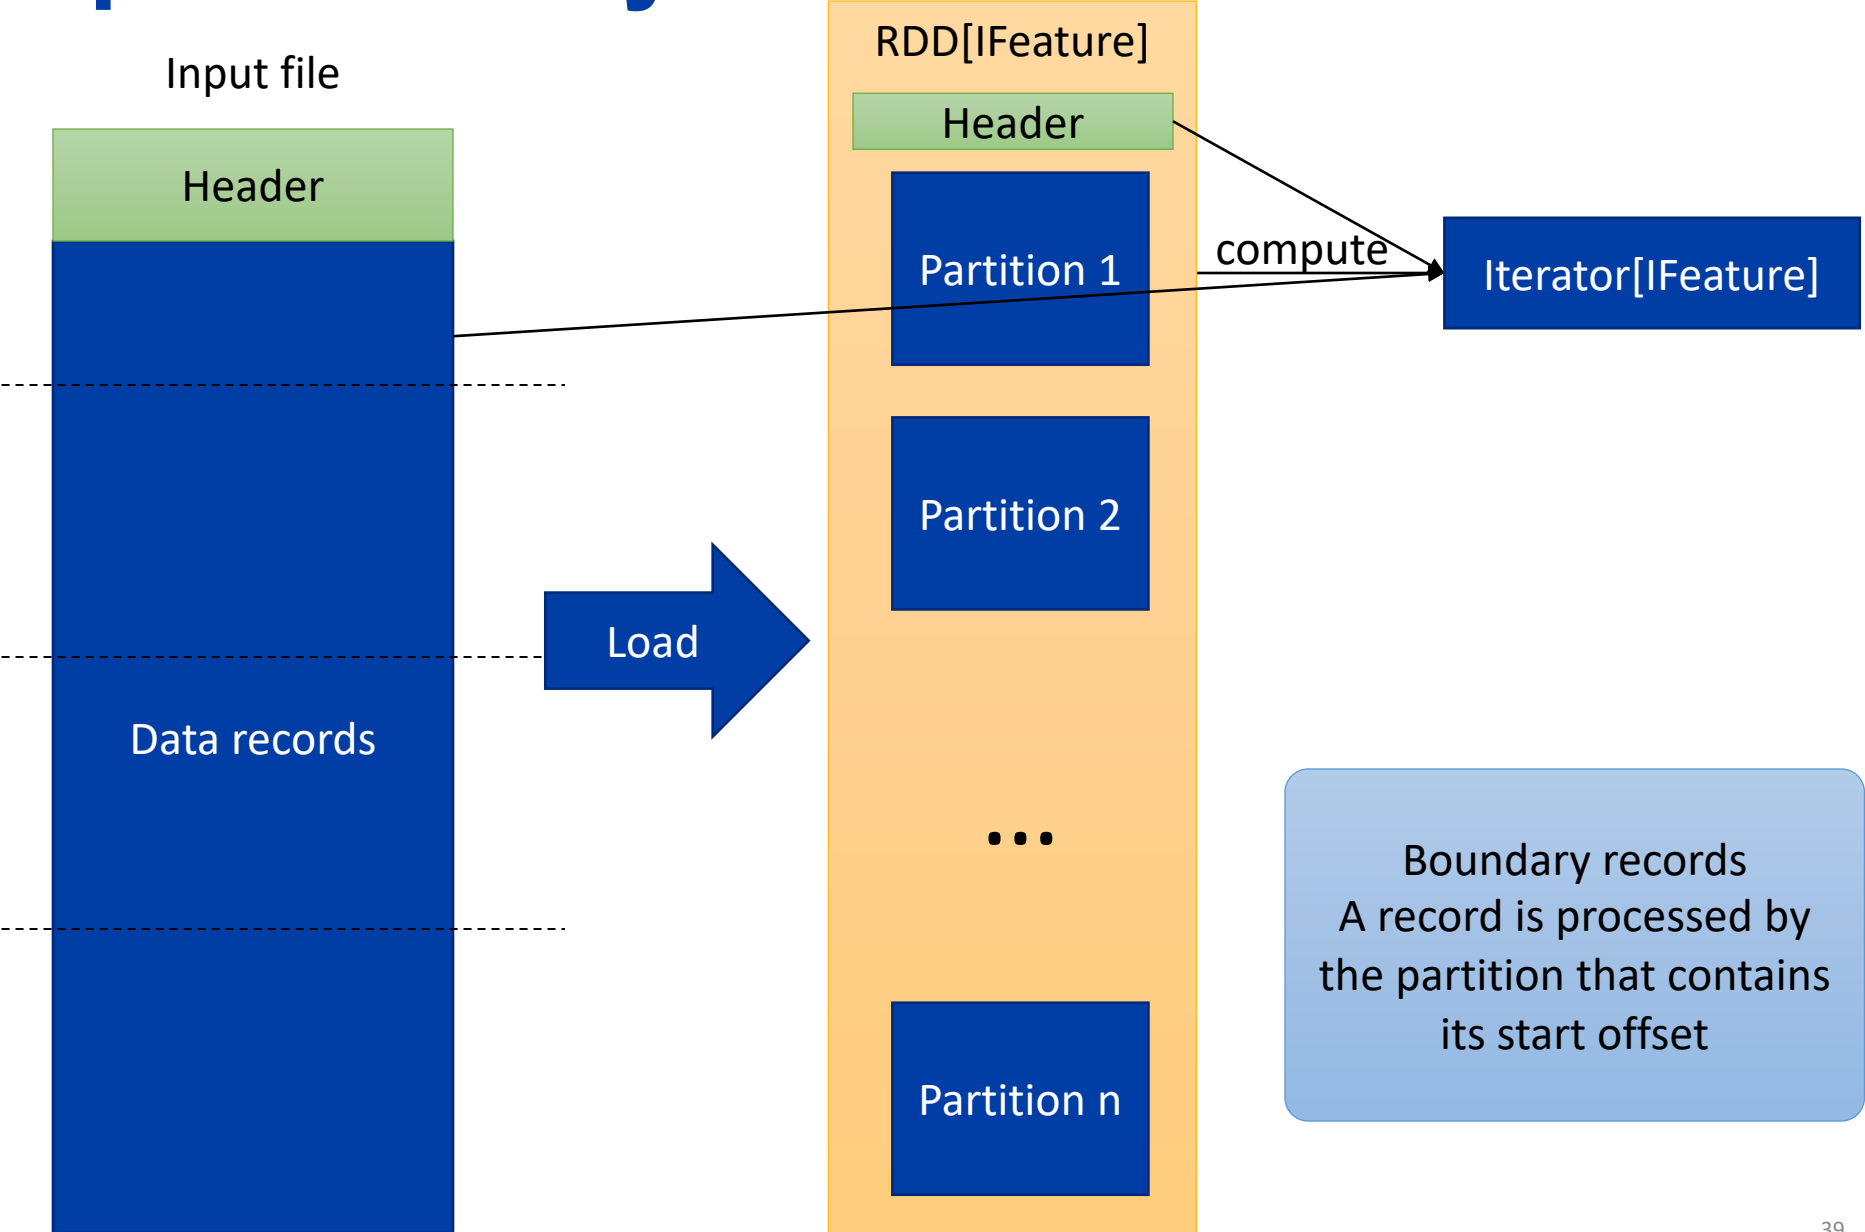 Input file
Header
Data records
Load
RDD[IFeature]
Header
Partition 1
Partition 2
...
Partition n
compute
Iterator[IFeature]
Boundary records
A record is processed by
the partition that contains
its start offset
39